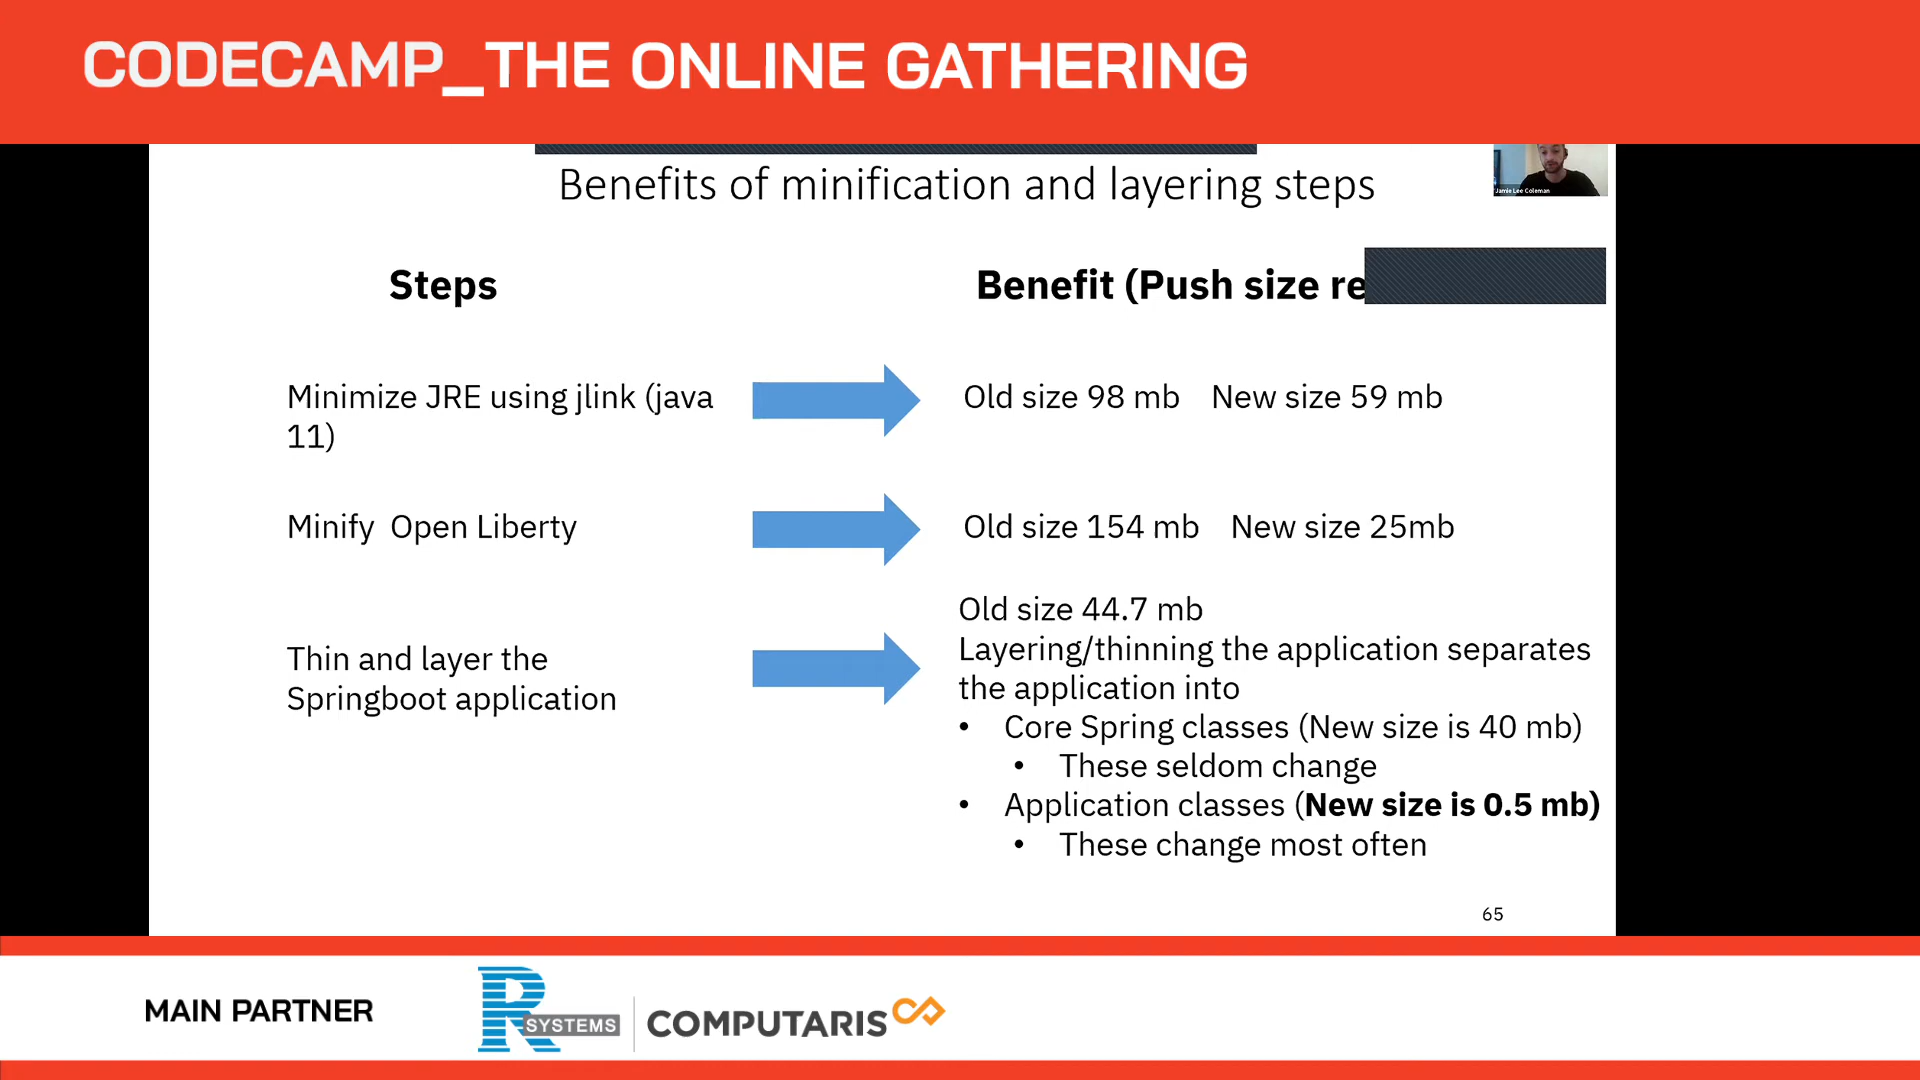 CODECAMP_THE ONLINE GATHERING
Benefits of minification and layering steps
Jamie Lee Coleman
Steps
Benefit (Push size re
Minimize JRE using jlink (java
11)
Old size 98 mb    New size 59 mb
Minify  Open Liberty
Old size 154 mb    New size 25mb
Thin and layer the
Springboot application
Old size 44.7 mb
Layering/thinning the application separates
the application into
• Core Spring classes (New size is 40 mb)
• These seldom change
• Application classes (New size is 0.5 mb)
• These change most often
65
MAIN PARTNER
R SYSTEMS
COMPUTARIS